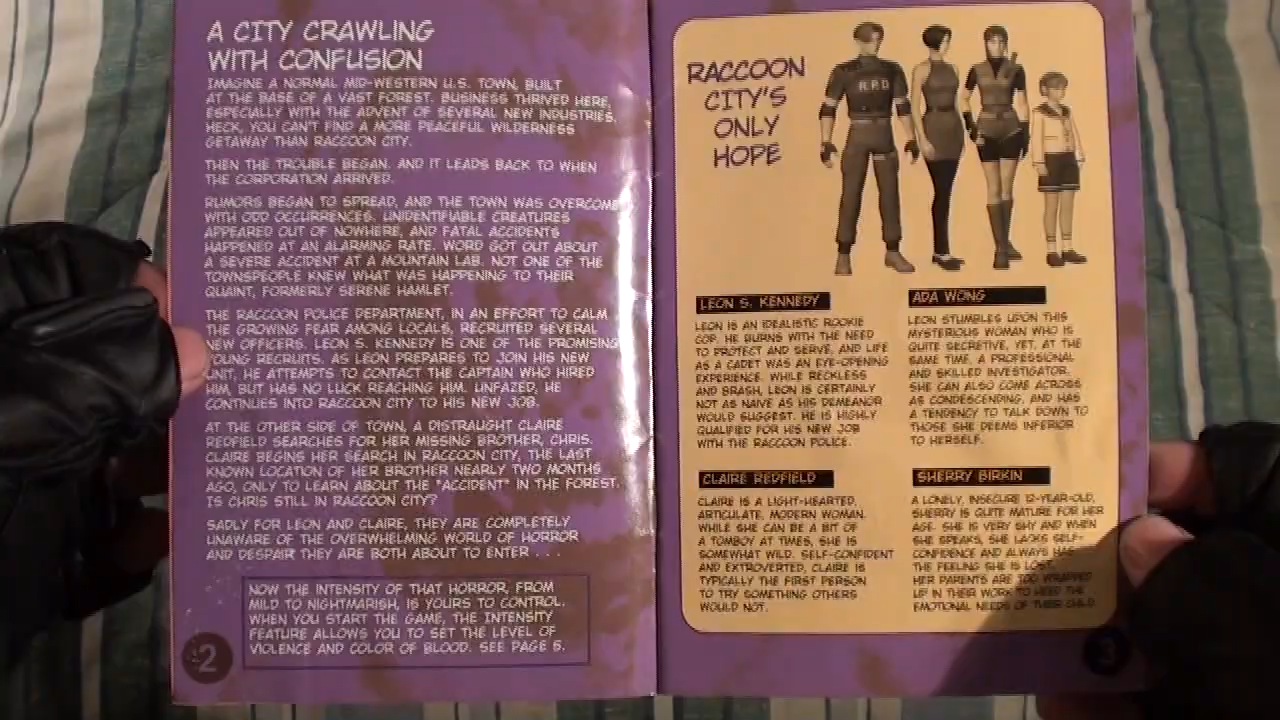 A CITY CRAWLING
WITH CONFUSION
IMAGINE A NORMAL MID-WESTERN U.S. TOWN, BUILT
AT THE BASE OF A VAST FOREST. BUSINESS THRIVED HERE,
ESPECIALLY WITH THE ADVENT OF SEVERAL NEW INDUSTRIES.
HECK, YOU CAN'T FIND A MORE PEACEFUL WILDERNESS
GETAWAY THAN RACCOON CITY.
THEN THE TROUBLE BEGAN. AND IT LEADS BACK TO WHEN
THE CORPORATION ARRIVED.
RUMORS BEGAN TO SPREAD, AND THE TOWN WAS OVERCOME
WITH ODD OCCURRENCES. UNIDENTIFIABLE CREATURES
APPEARED OUT OF NOWHERE, AND FATAL ACCIDENTS
HAPPENED AT AN ALARMING RATE. WORD GOT OUT ABOUT
A SEVERE ACCIDENT AT A MOUNTAIN LAB. NOT ONE OF THE
TOWNSPEOPLE KNEW WHAT WAS HAPPENING TO THEIR
QUAINT, FORMERLY SERENE HAMLET.
THE RACCOON POLICE DEPARTMENT, IN AN EFFORT TO CALM
THE GROWING FEAR AMONG LOCALS, RECRUITED SEVERAL
NEW OFFICERS. LEON S. KENNEDY IS ONE OF THE PROMISING
YOUNG RECRUITS. AS LEON PREPARES TO JOIN HIS NEW
UNIT, HE ATTEMPTS TO CONTACT THE CAPTAIN WHO HIRED
HIM, BUT HAS NO LUCK REACHING HIM. UNFAZED, HE
CONTINUES INTO RACCOON CITY TO HIS NEW JOB.
AT THE OTHER SIDE OF TOWN, A DISTRAUGHT CLAIRE
REDFIELD SEARCHES FOR HER MISSING BROTHER, CHRIS.
CLAIRE BEGINS HER SEARCH IN RACCOON CITY, THE LAST
KNOWN LOCATION OF HER BROTHER NEARLY TWO MONTHS
AGO, ONLY TO LEARN ABOUT THE "ACCIDENT" IN THE FOREST.
IS CHRIS STILL IN RACCOON CITY?
SADLY FOR LEON AND CLAIRE, THEY ARE COMPLETELY
UNAWARE OF THE OVERWHELMING WORLD OF HORROR
AND DESPAIR THEY ARE BOTH ABOUT TO ENTER . . .
NOW THE INTENSITY OF THAT HORROR, FROM
MILD TO NIGHTMARISH, IS YOURS TO CONTROL.
WHEN YOU START THE GAME, THE INTENSITY
FEATURE ALLOWS YOU TO SET THE LEVEL OF
VIOLENCE AND COLOR OF BLOOD. SEE PAGE 6.
2
RACCOON
CITY'S
ONLY
HOPE
R.P.D
LEON S. KENNEDY
LEON IS AN IDEALISTIC ROOKIE
COP. HE BURNS WITH THE NEED
TO PROTECT AND SERVE, AND LIFE
AS A CADET WAS AN EYE-OPENING
EXPERIENCE. WHILE RECKLESS
AND BRASH, LEON IS CERTAINLY
NOT AS NAIVE AS HIS DEMEANOR
WOULD SUGGEST. HE IS HIGHLY
QUALIFIED FOR HIS NEW JOB
WITH THE RACCOON POLICE.
ADA WONG
LEON STUMBLES UPON THIS
MYSTERIOUS WOMAN WHO IS
QUITE SECRETIVE, YET, AT THE
SAME TIME, A PROFESSIONAL
AND SKILLED INVESTIGATOR.
SHE CAN ALSO COME ACROSS
AS CONDESCENDING, AND HAS
A TENDENCY TO TALK DOWN TO
THOSE SHE DEEMS INFERIOR
TO HERSELF.
CLAIRE REDFIELD
CLAIRE IS A LIGHT-HEARTED,
ARTICULATE, MODERN WOMAN.
WHILE SHE CAN BE A BIT OF
A TOMBOY AT TIMES, SHE IS
SOMEWHAT WILD. SELF-CONFIDENT
AND EXTROVERTED, CLAIRE IS
TYPICALLY THE FIRST PERSON
TO TRY SOMETHING OTHERS
WOULD NOT.
SHERRY BIRKIN
A LONELY, INSECURE 12-YEAR-OLD,
SHERRY IS QUITE MATURE FOR HER
AGE. SHE IS VERY SHY AND WHEN
SHE SPEAKS, SHE LACKS SELF-
CONFIDENCE AND ALWAYS HAS
THE FEELING SHE IS LOST.
HER PARENTS ARE TOO WRAPPED
UP IN THEIR WORK TO HEED THE
EMOTIONAL NEEDS OF THEIR CHILD.
3